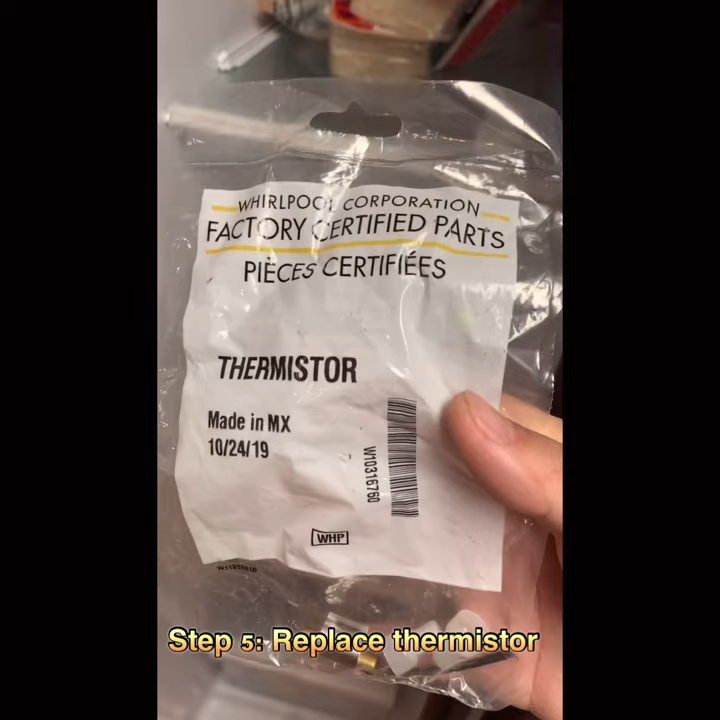 WHIRLPOOL CORPORATION
FACTORY CERTIFIED PARTS
PIÈCES CERTIFIÉES
THERMISTOR
Made in MX
10/24/19
W10316760
WHP
Step 5: Replace thermistor